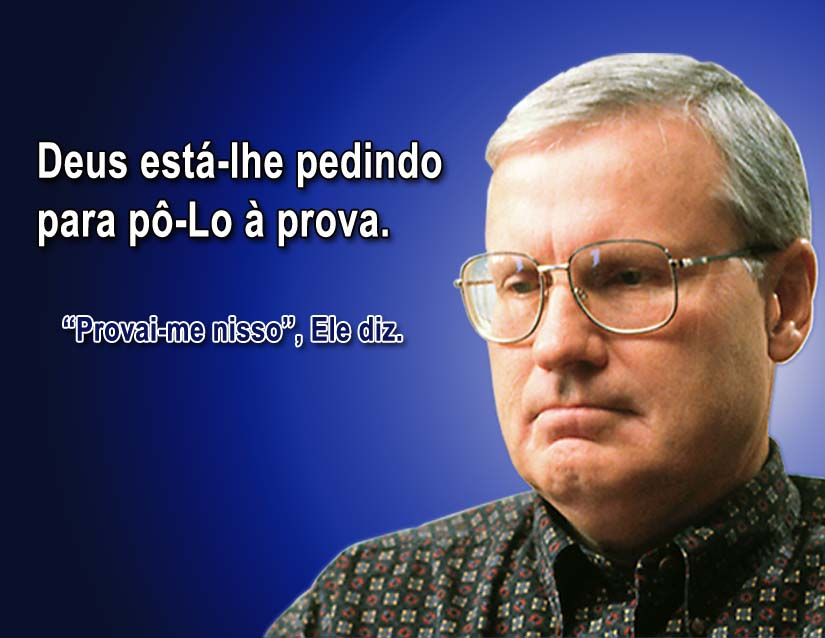 Deus está-lhe pedindo
para pô-Lo à prova.
“Provai-me nisso”, Ele diz.